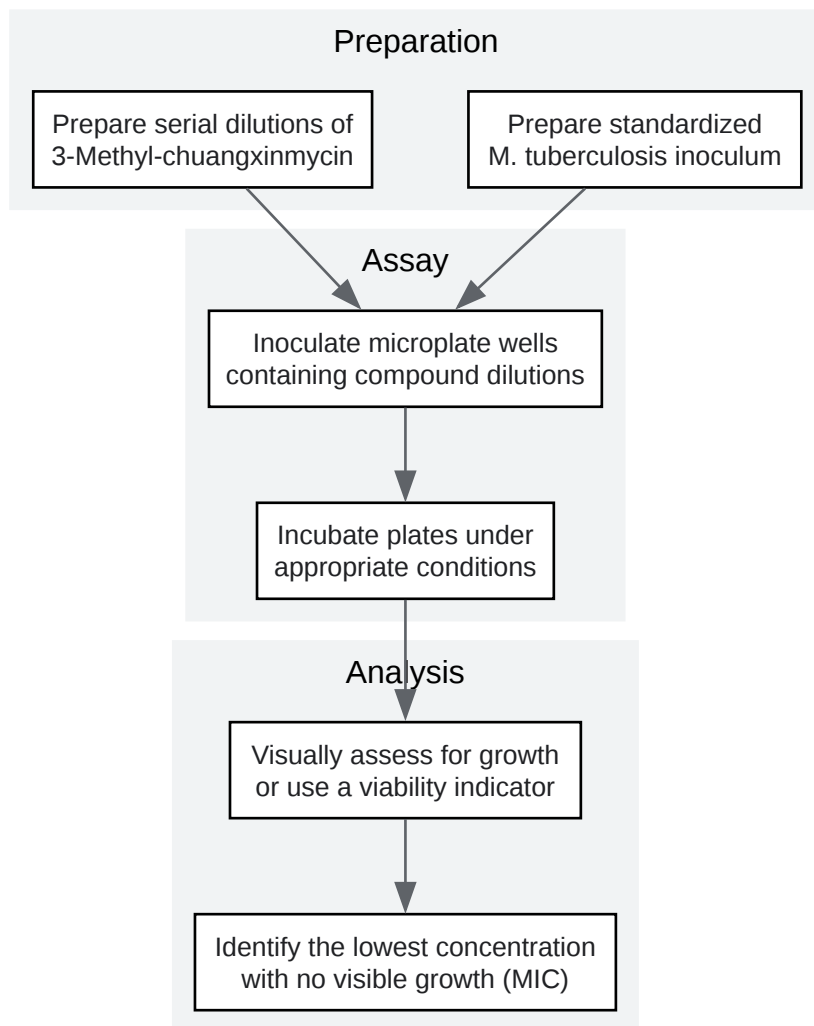 Preparation
Prepare serial dilutions of
3-Methyl-chuangxinmycin
Prepare standardized
M. tuberculosis inoculum
Assay
Inoculate microplate wells
containing compound dilutions
Incubate plates under
appropriate conditions
Analysis
Visually assess for growth
or use a viability indicator
Identify the lowest concentration
with no visible growth (MIC)